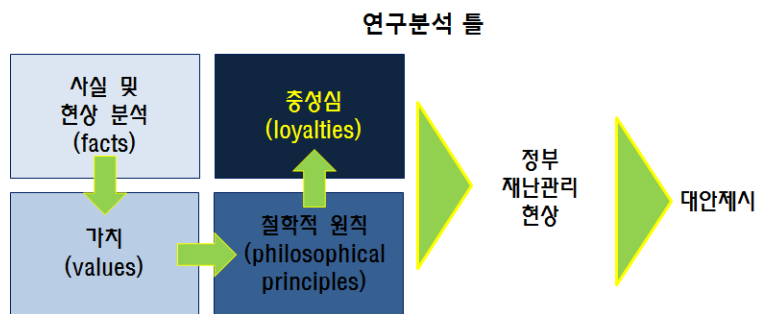 연구분석 틀
사실 및
현상 분석
(facts)
충성심
(loyalties)
가치
(values)
철학적 원칙
(philosophical
principles)
정부
재난관리
현상
대안제시